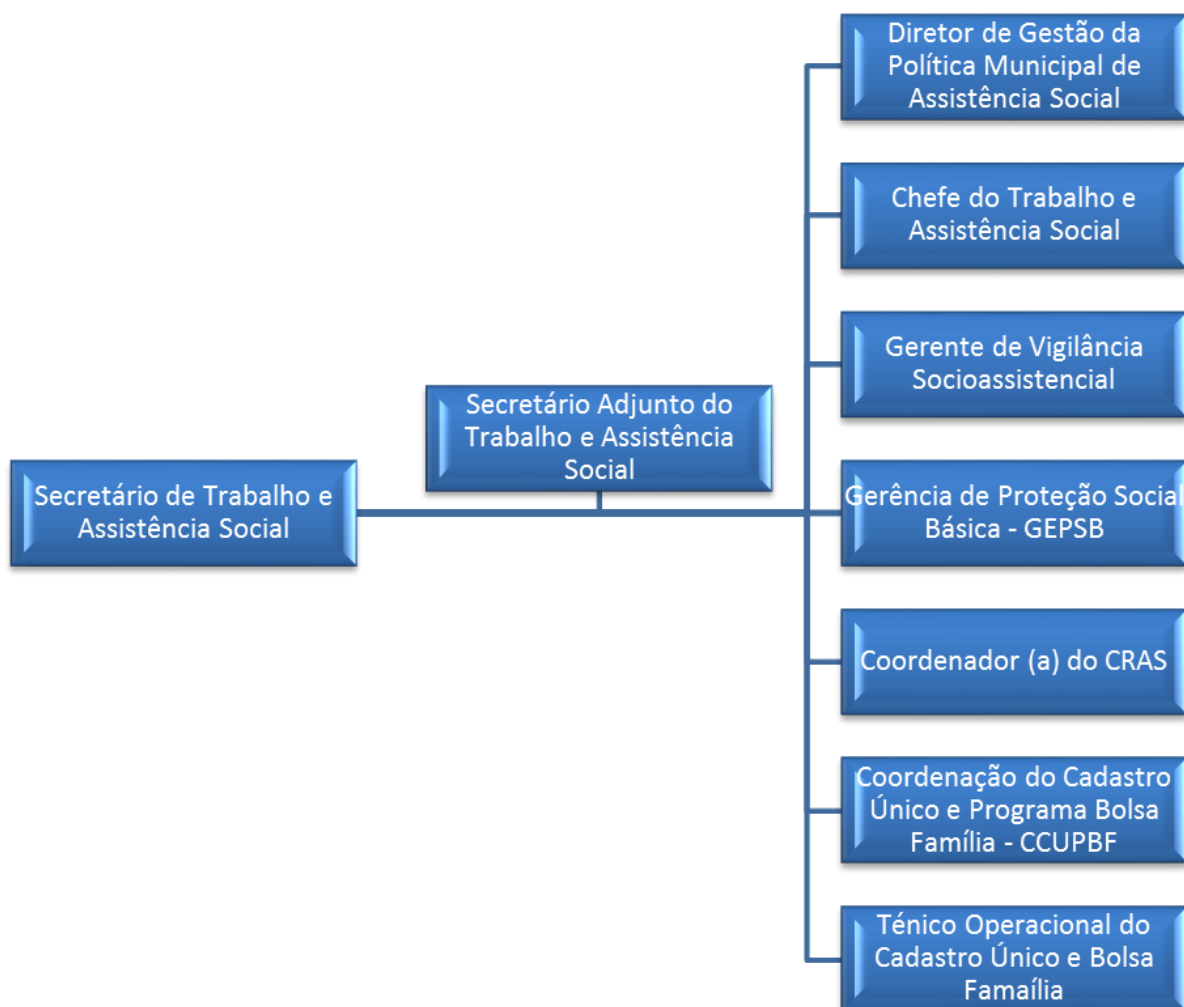 Secretário de Trabalho e
Assistência Social
Secretário Adjunto do
Trabalho e Assistência
Social
Diretor de Gestão da
Política Municipal de
Assistência Social
Chefe do Trabalho e
Assistência Social
Gerente de Vigilância
Socioassistencial
Gerência de Proteção Social
Básica - GEPSB
Coordenador (a) do CRAS
Coordenação do Cadastro
Único e Programa Bolsa
Família - CCUPBF
Ténico Operacional do
Cadastro Único e Bolsa
Famaília